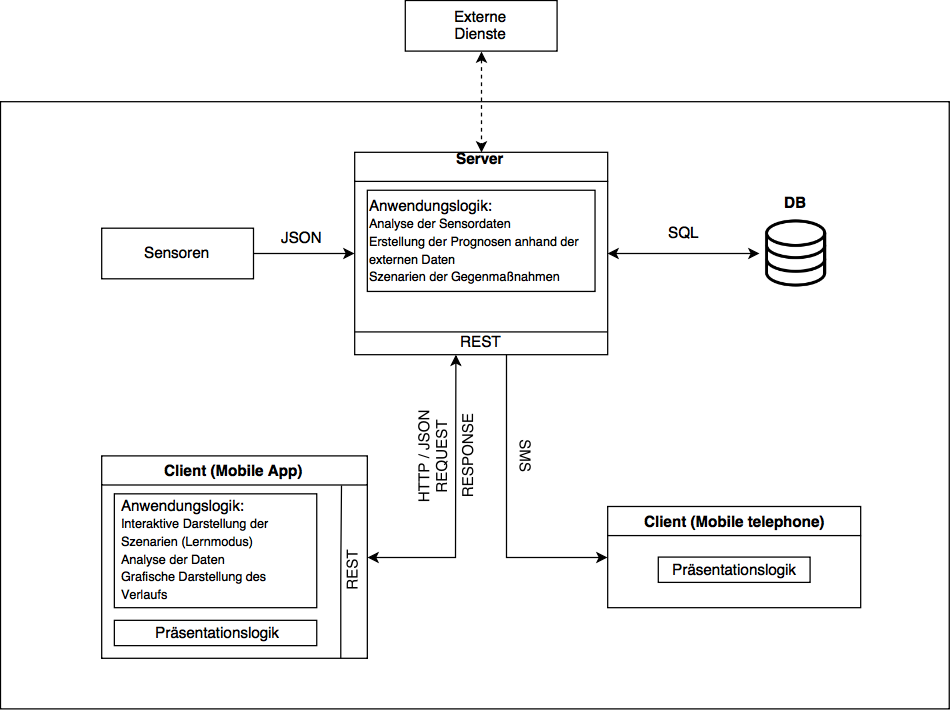 Externe
Dienste
Server
Anwendungslogik:
Analyse der Sensordaten
Erstellung der Prognosen anhand der
externen Daten
Szenarien der Gegenmaßnahmen
REST
Sensoren
JSON
SQL
DB
HTTP / JSON
REQUEST
RESPONSE
SMS
Client (Mobile App)
Anwendungslogik:
Interaktive Darstellung der
Szenarien (Lernmodus)
Analyse der Daten
Grafische Darstellung des
Verlaufs
Präsentationslogik
REST
Client (Mobile telephone)
Präsentationslogik